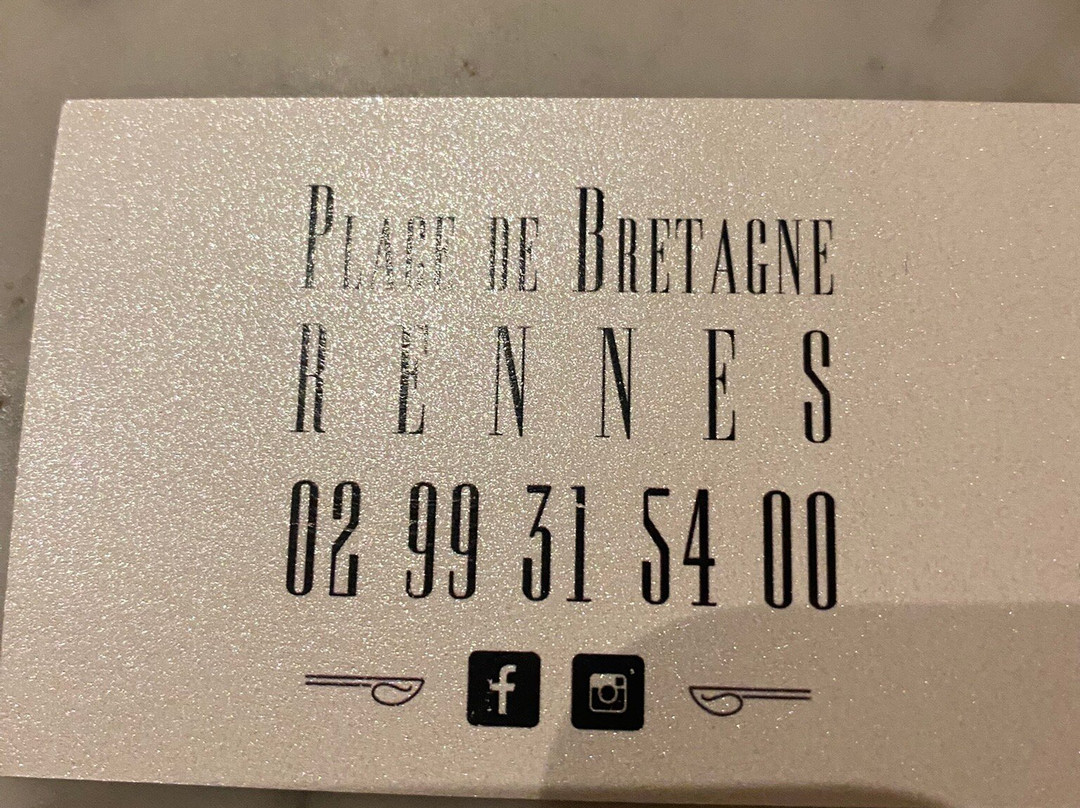 PLACE DE BRETAGNE
RENNES
02 99 31 54 00